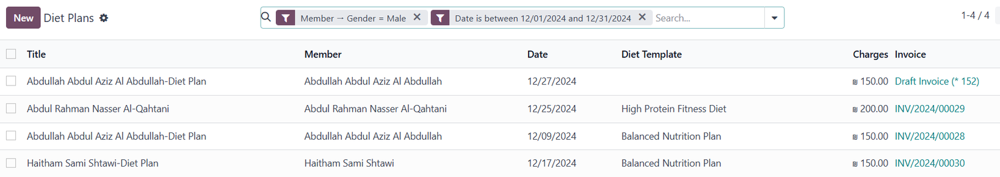 New Diet Plans Member → Gender = Male × Date is between 12/01/2024 and 12/31/2024 × Search... 1-4 / 4
Title Member Date Diet Template Charges Invoice
Abdullah Abdul Aziz Al Abdullah-Diet Plan Abdullah Abdul Aziz Al Abdullah 12/27/2024 ₪ 150.00 Draft Invoice (* 152)
Abdul Rahman Nasser Al-Qahtani Abdul Rahman Nasser Al-Qahtani 12/25/2024 High Protein Fitness Diet ₪ 200.00 INV/2024/00029
Abdullah Abdul Aziz Al Abdullah-Diet Plan Abdullah Abdul Aziz Al Abdullah 12/09/2024 Balanced Nutrition Plan ₪ 150.00 INV/2024/00028
Haitham Sami Shtawi-Diet Plan Haitham Sami Shtawi 12/17/2024 Balanced Nutrition Plan ₪ 150.00 INV/2024/00030